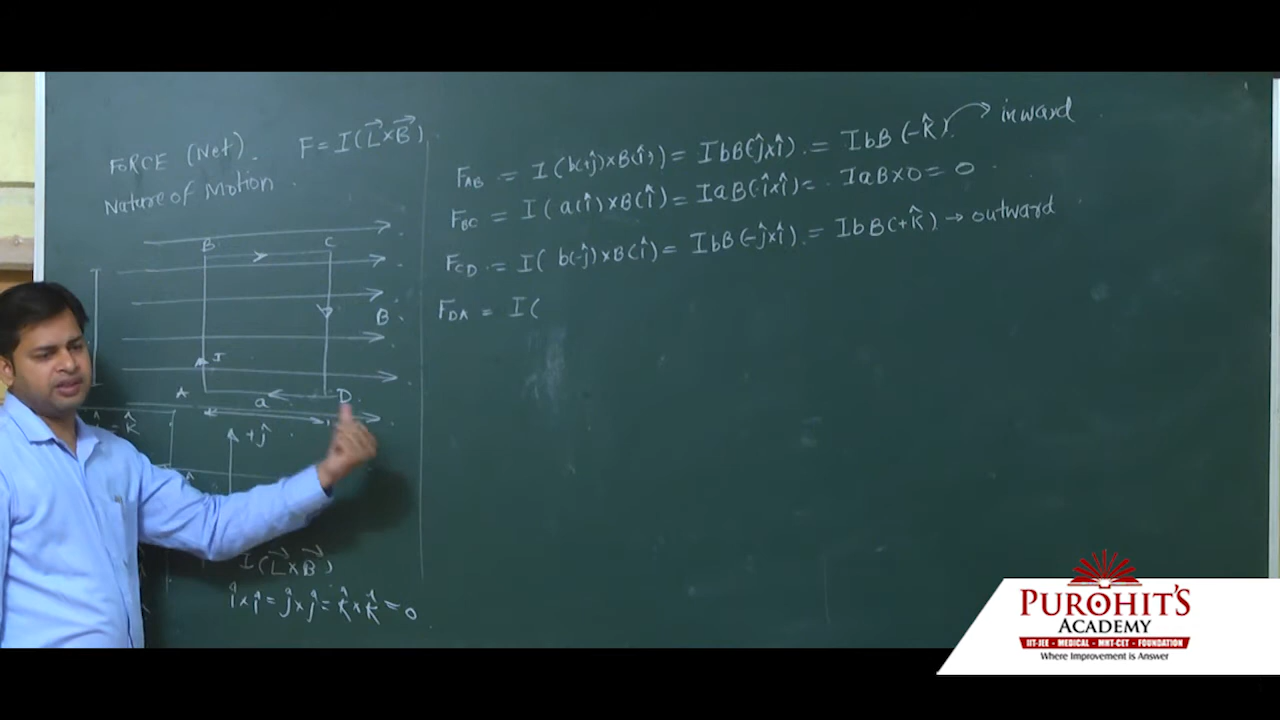 FORCE (Net).
F = I(L⃗×B⃗)
Nature of Motion
B C
B
I
A D
a
+ĵ
I(L⃗×B⃗)
î×î = ĵ×ĵ = k̂×k̂ = 0
F_AB = I(b(+ĵ)×B(î)) = IbB(ĵ×î) = IbB(-k̂) → inward
F_BC = I(a(î)×B(î)) = IaB(î×î) = IaB×0 = 0
F_CD = I(b(-ĵ)×B(î)) = IbB(-ĵ×î) = IbB(+k̂) → outward
F_DA = I(
PUROHIT'S
ACADEMY
IIT-JEE - MEDICAL - MHT-CET - FOUNDATION
Where Improvement is Answer